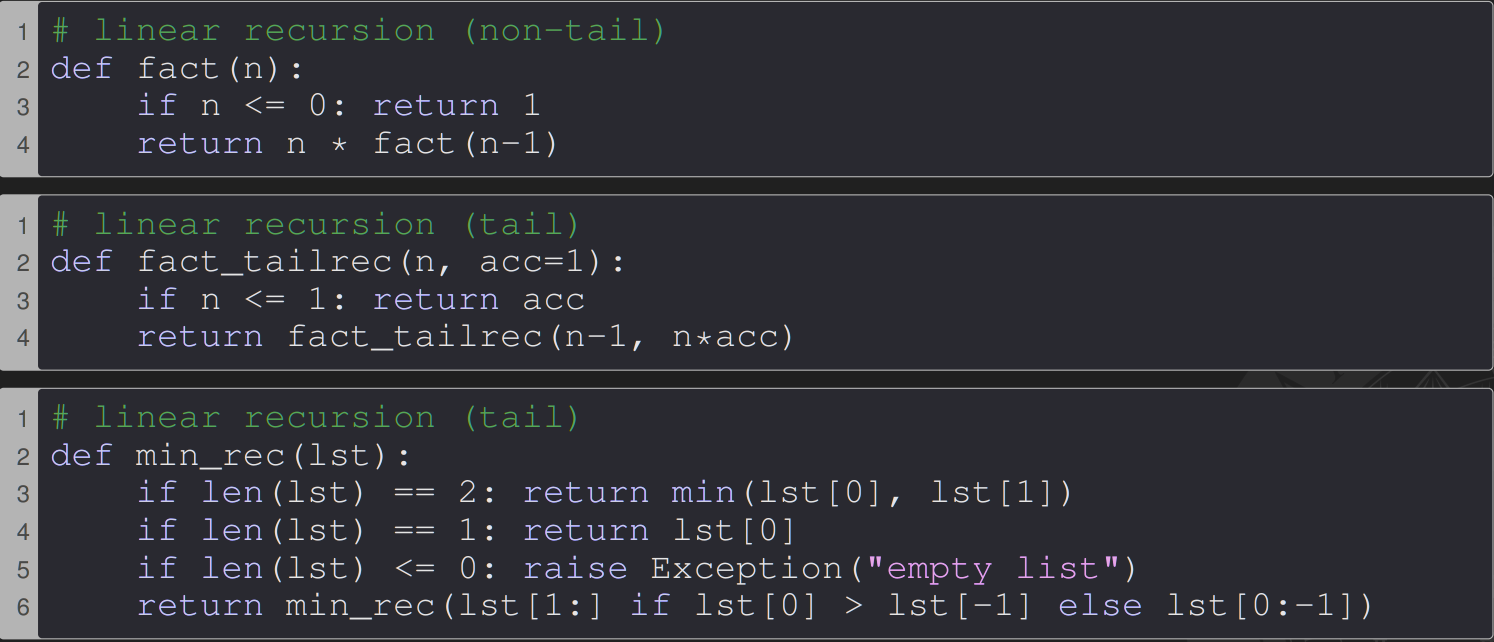 1 # linear recursion (non-tail)
2 def fact(n):
3     if n <= 0: return 1
4     return n * fact(n-1)
1 # linear recursion (tail)
2 def fact_tailrec(n, acc=1):
3     if n <= 1: return acc
4     return fact_tailrec(n-1, n*acc)
1 # linear recursion (tail)
2 def min_rec(lst):
3     if len(lst) == 2: return min(lst[0], lst[1])
4     if len(lst) == 1: return lst[0]
5     if len(lst) <= 0: raise Exception("empty list")
6     return min_rec(lst[1:] if lst[0] > lst[-1] else lst[0:-1])